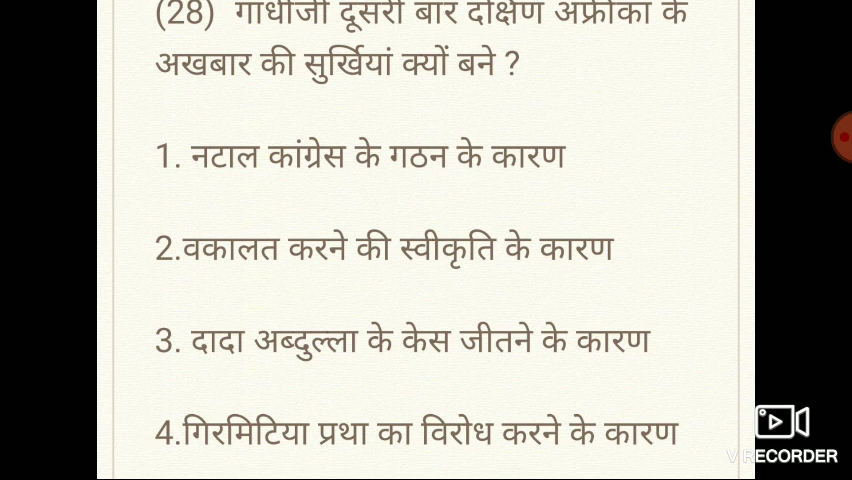 (28) गांधीजी दूसरी बार दक्षिण अफ्रीका के
अखबार की सुर्खियां क्यों बने ?
1. नटाल कांग्रेस के गठन के कारण
2.वकालत करने की स्वीकृति के कारण
3. दादा अब्दुल्ला के केस जीतने के कारण
4.गिरमिटिया प्रथा का विरोध करने के कारण
V RECORDER